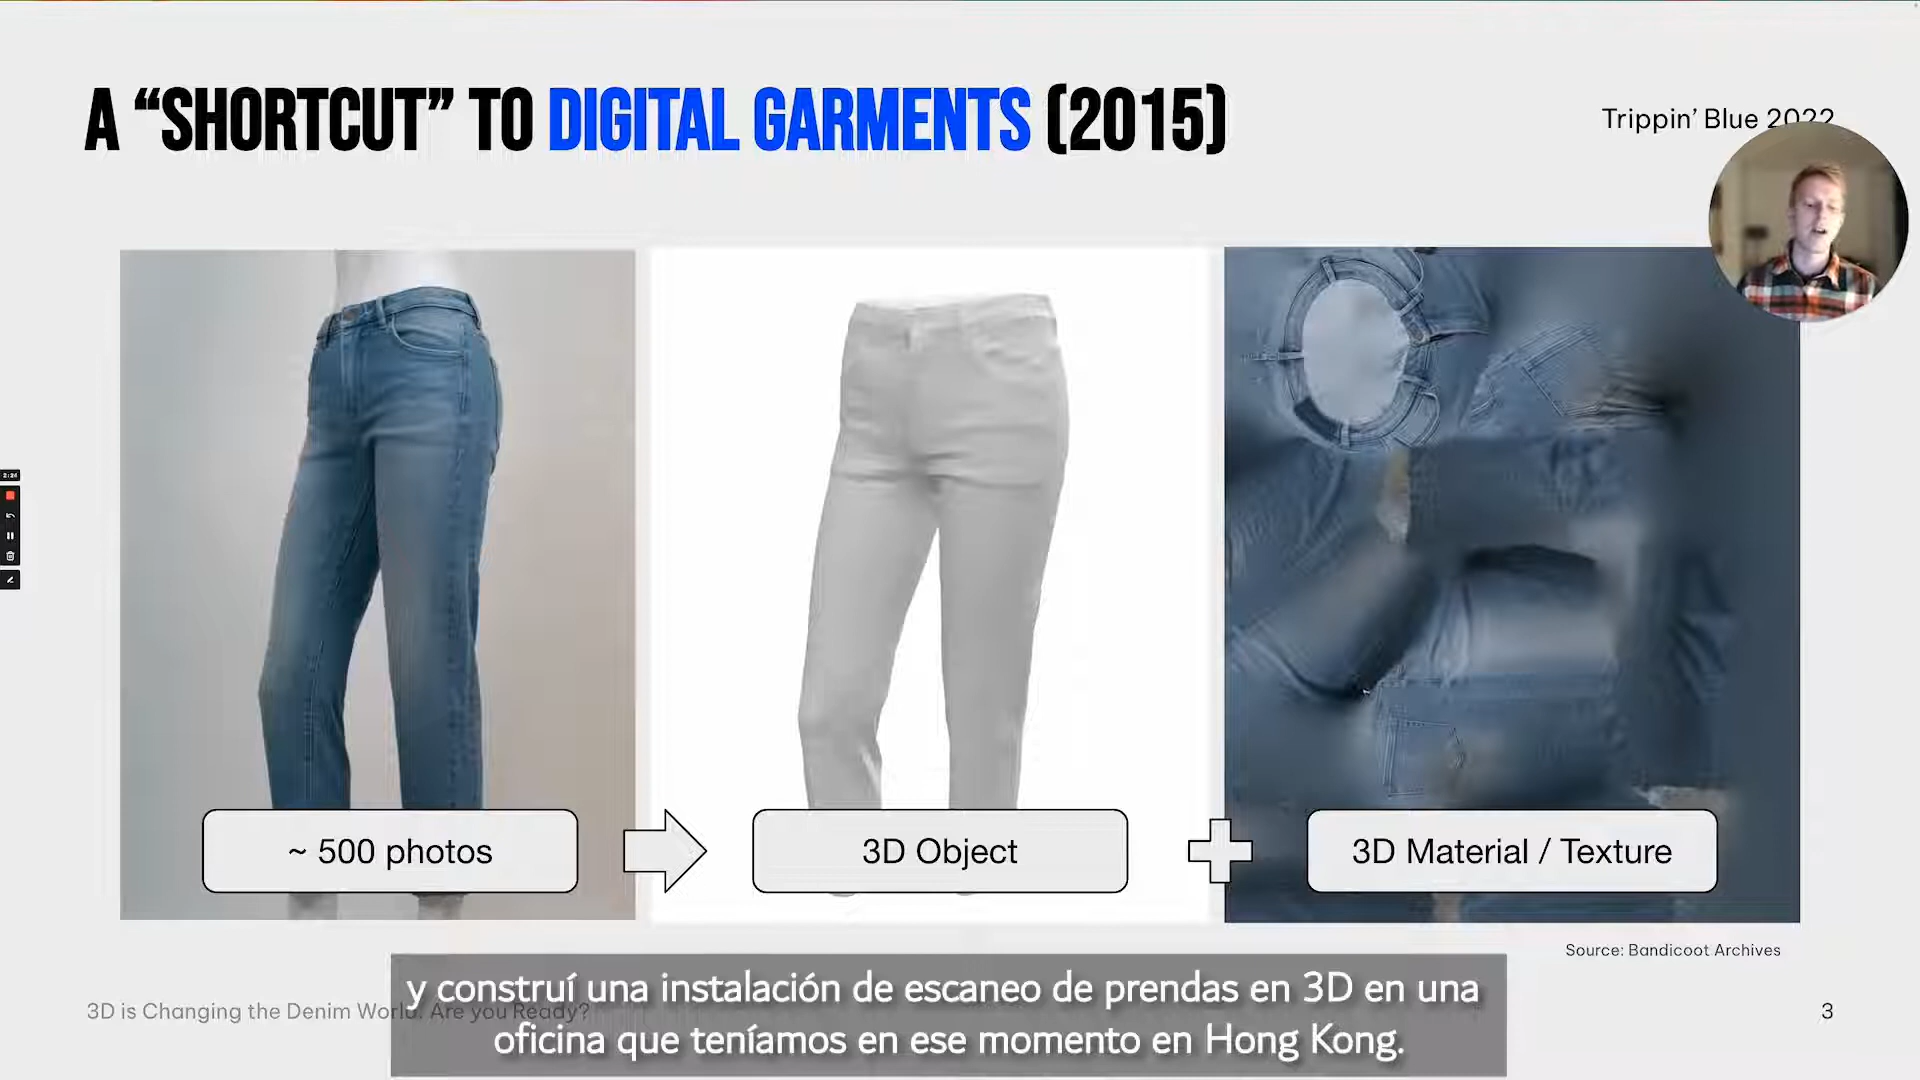 A “SHORTCUT” TO DIGITAL GARMENTS (2015)
Trippin’ Blue 2022
~ 500 photos
3D Object
3D Material / Texture
Source: Bandicoot Archives
3D is Changing the Denim World. Are you Ready?
3
y construí una instalación de escaneo de prendas en 3D en una
oficina que teníamos en ese momento en Hong Kong.